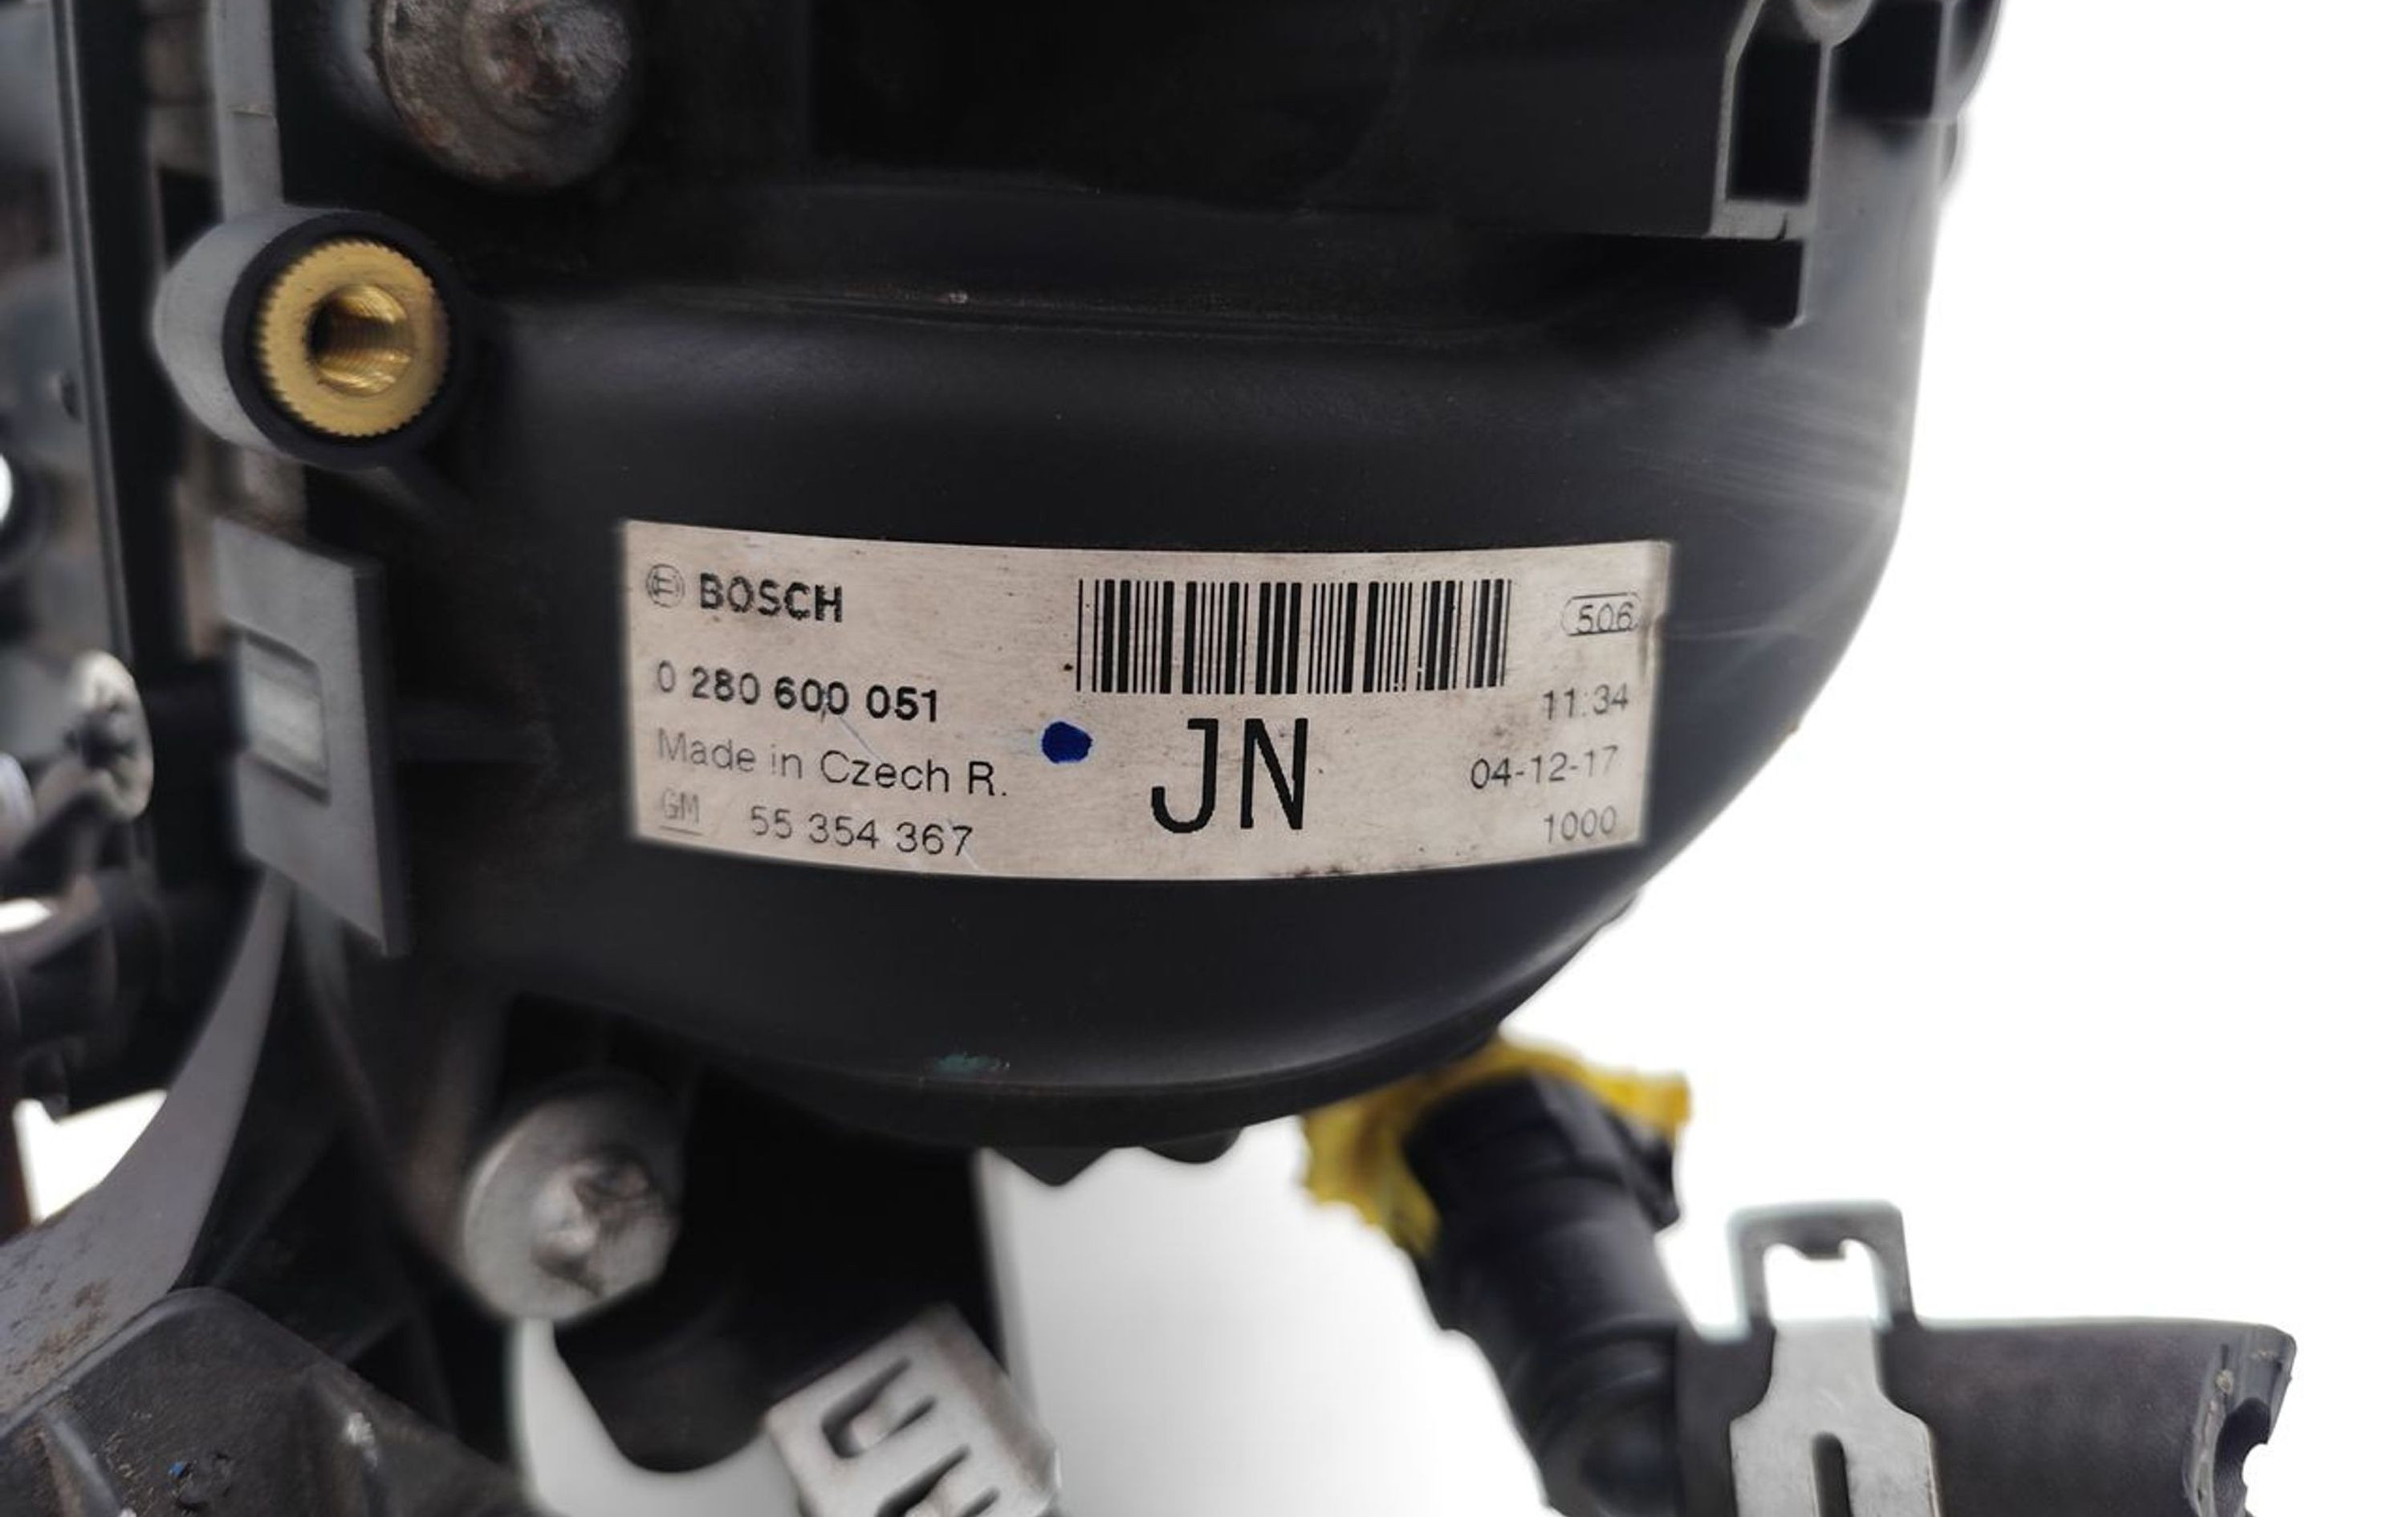 BOSCH
506
0 280 600 051
11:34
Made in Czech R.
JN
04-12-17
GM 55 354 367
1000